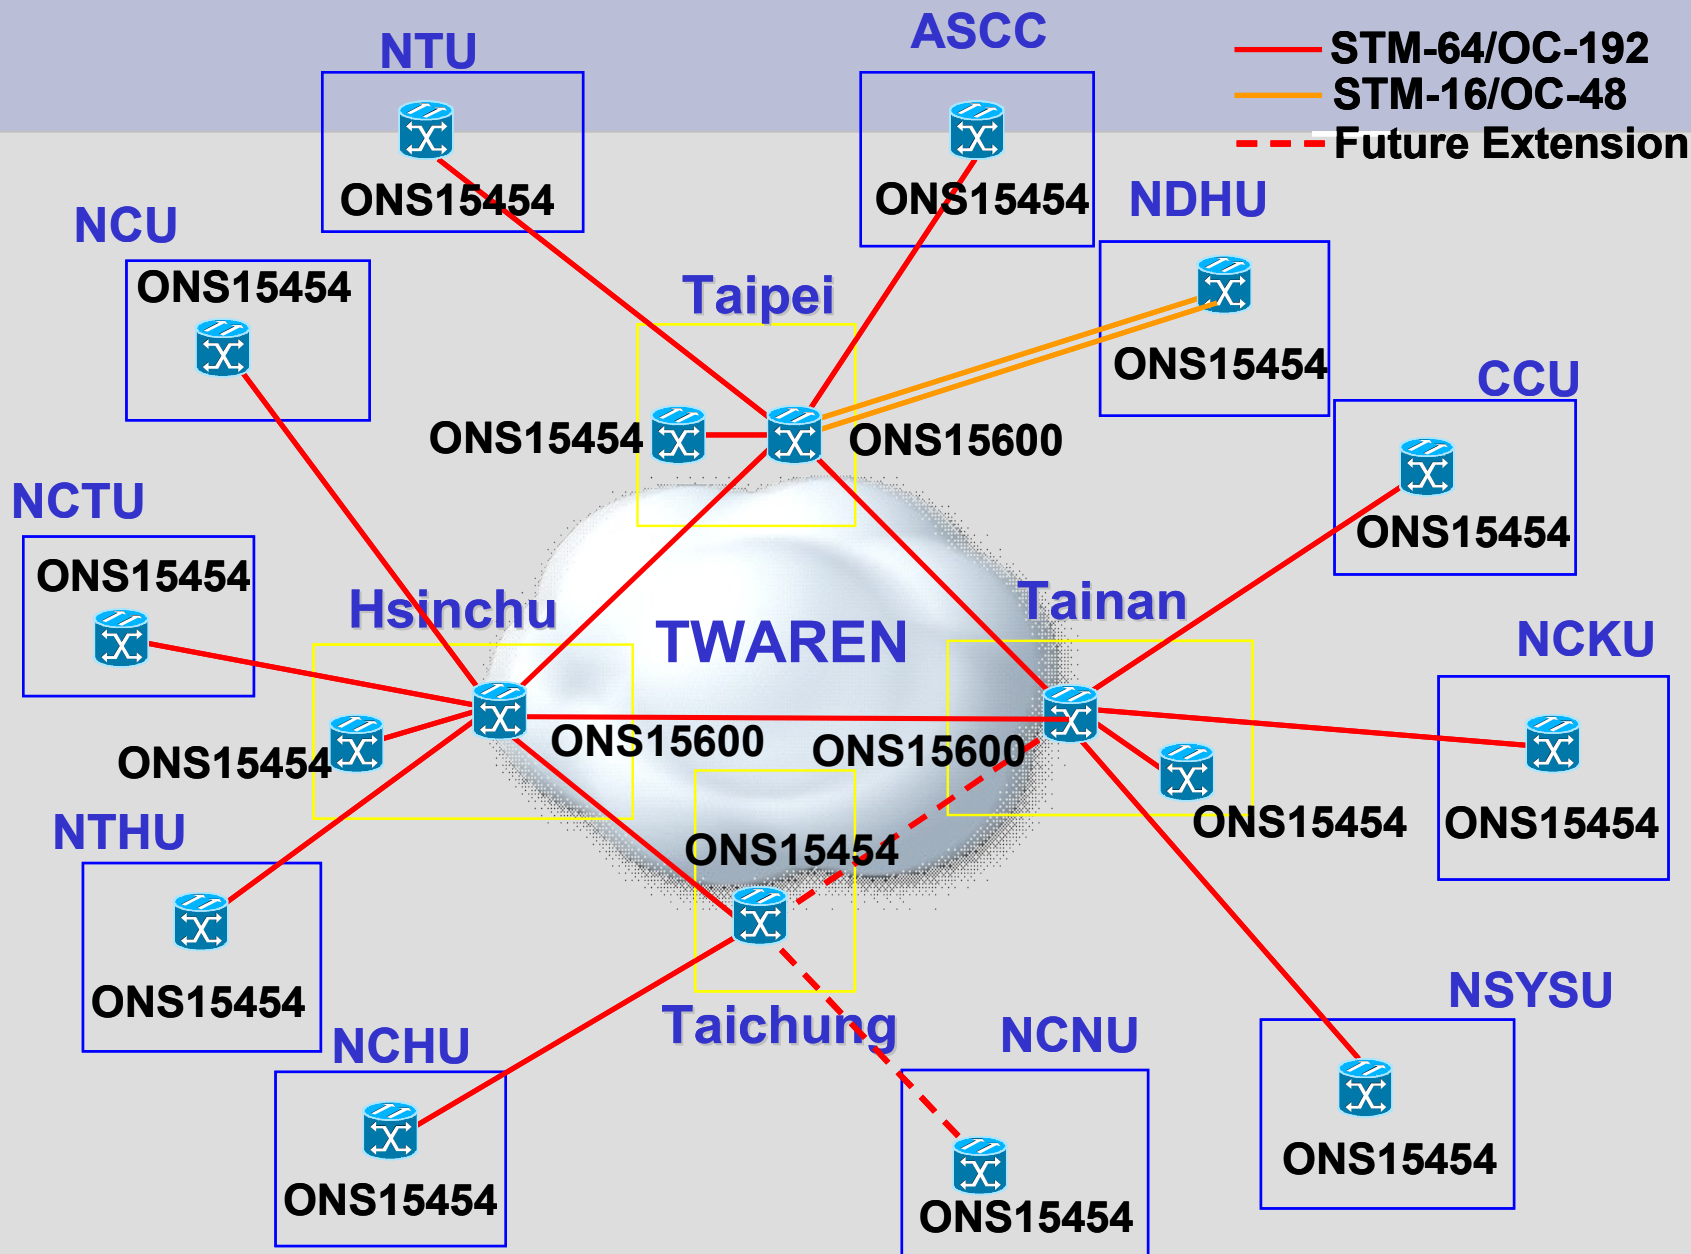 NTU
ASCC
STM-64/OC-192
STM-16/OC-48
Future Extension
ONS15454
ONS15454
NDHU
NCU
ONS15454
Taipei
ONS15454
CCU
ONS15454
ONS15600
NCTU
ONS15454
ONS15454
Hsinchu
TWAREN
Tainan
NCKU
ONS15454
ONS15600
ONS15600
ONS15454
ONS15454
NTHU
ONS15454
ONS15454
NSYSU
Taichung
NCHU
NCNU
ONS15454
ONS15454
ONS15454